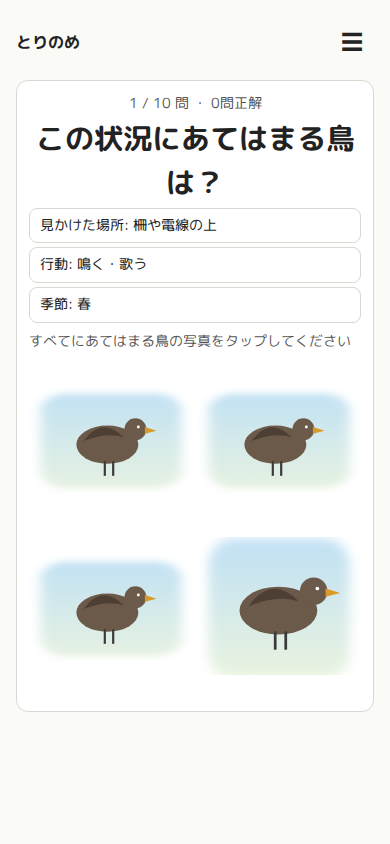 とりのめ
1 / 10 問 · 0問正解
この状況にあてはまる鳥
は？
見かけた場所: 柵や電線の上
行動: 鳴く・歌う
季節: 春
すべてにあてはまる鳥の写真をタップしてください